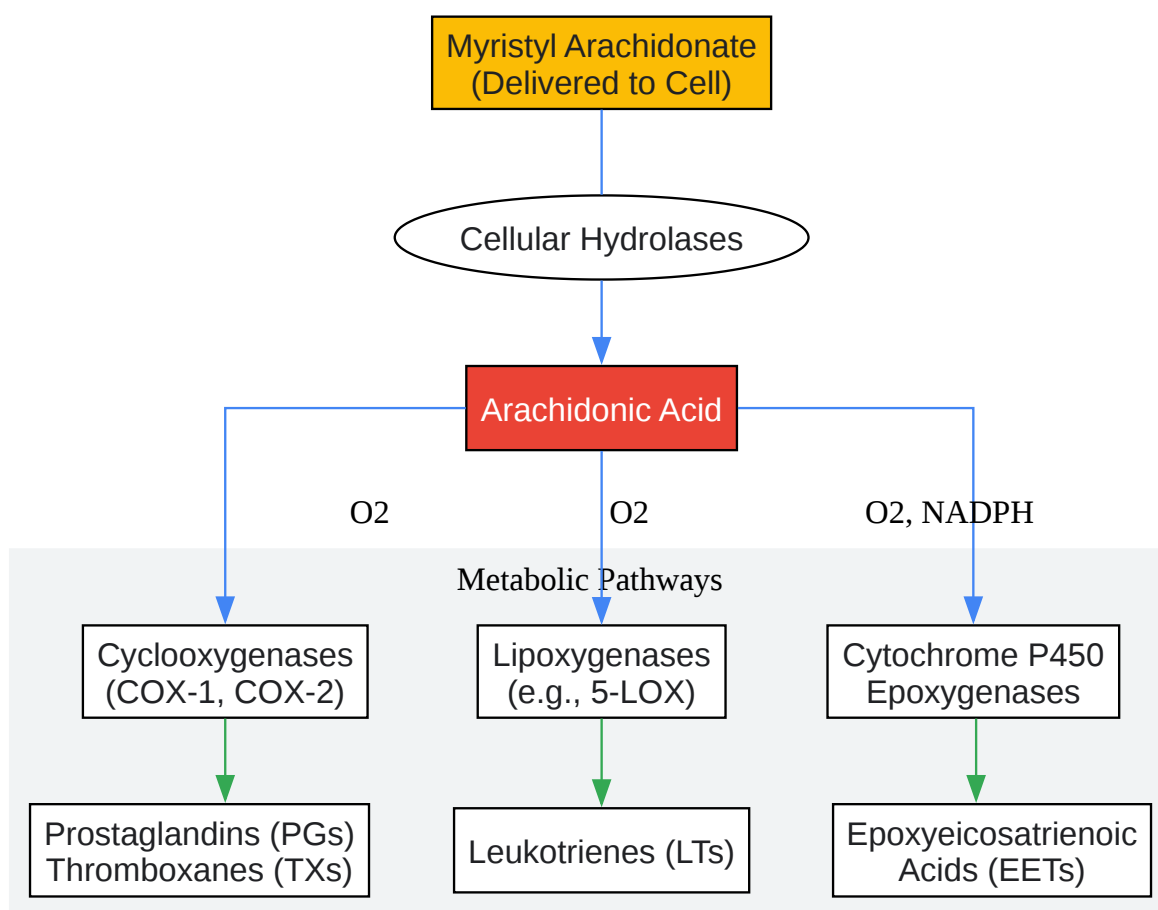 Myristyl Arachidonate
(Delivered to Cell)
Cellular Hydrolases
Arachidonic Acid
O2
O2
O2, NADPH
Metabolic Pathways
Cyclooxygenases
(COX-1, COX-2)
Lipoxygenases
(e.g., 5-LOX)
Cytochrome P450
Epoxygenases
Prostaglandins (PGs)
Thromboxanes (TXs)
Leukotrienes (LTs)
Epoxyeicosatrienoic
Acids (EETs)